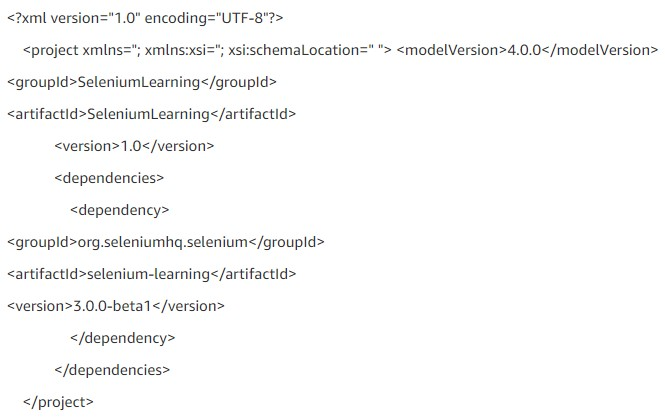 <?xml version="1.0" encoding="UTF-8"?>
<project xmlns="; xmlns:xsi="; xsi:schemaLocation=" "> <modelVersion>4.0.0</modelVersion>
<groupId>SeleniumLearning</groupId>
<artifactId>SeleniumLearning</artifactId>
<version>1.0</version>
<dependencies>
<dependency>
<groupId>org.seleniumhq.selenium</groupId>
<artifactId>selenium-learning</artifactId>
<version>3.0.0-beta1</version>
</dependency>
</dependencies>
</project>